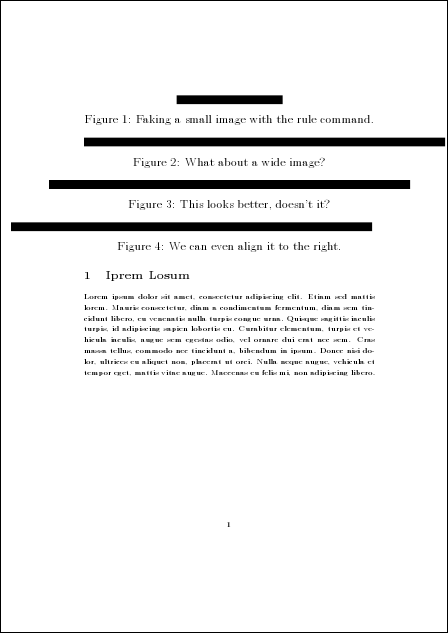 Figure 1: Faking a small image with the rule command.
Figure 2: What about a wide image?
Figure 3: This looks better, doesn't it?
Figure 4: We can even align it to the right.
1 Iprem Losum
Lorem ipsum dolor sit amet, consectetur adipiscing elit. Etiam sed mattis
lorem. Mauris consectetur, diam a condimentum fermentum, diam sem tin-
cidunt libero, eu venenatis nulla turpis congue urna. Quisque sagittis iaculis
turpis, id adipiscing sapien lobortis eu. Curabitur elementum, turpis et ve-
hicula iaculis, augue sem egestas odio, vel ornare dui erat nec sem. Cras
massa tellus, commodo nec tincidunt a, bibendum in ipsum. Donec nisi do-
lor, ultrices eu aliquet non, placerat ut orci. Nulla neque augue, vehicula et
tempor eget, mattis vitae augue. Maecenas eu felis mi, non adipiscing libero.
1